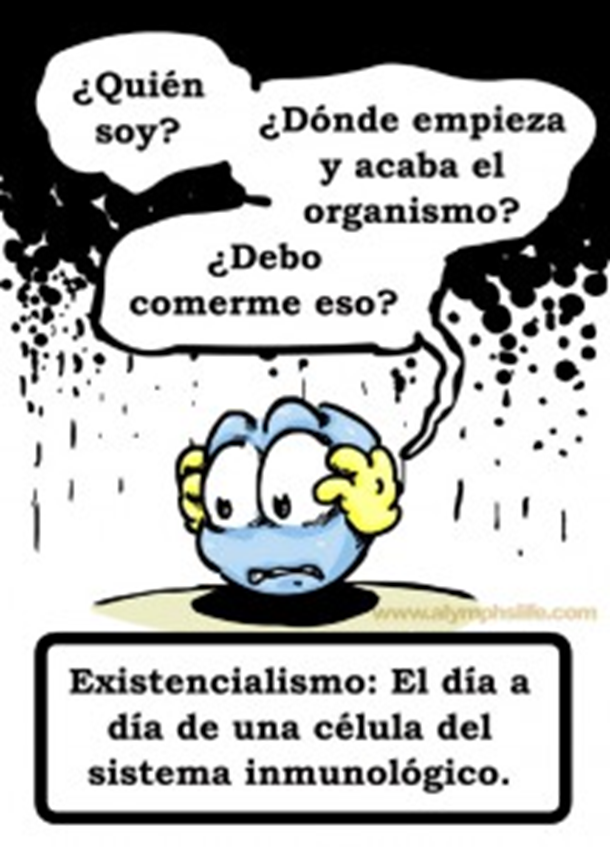 ¿Quién
soy?
¿Dónde empieza
y acaba el
organismo?
¿Debo
comerme eso?
www.alymphslife.com
Existencialismo: El día a
día de una célula del
sistema inmunológico.